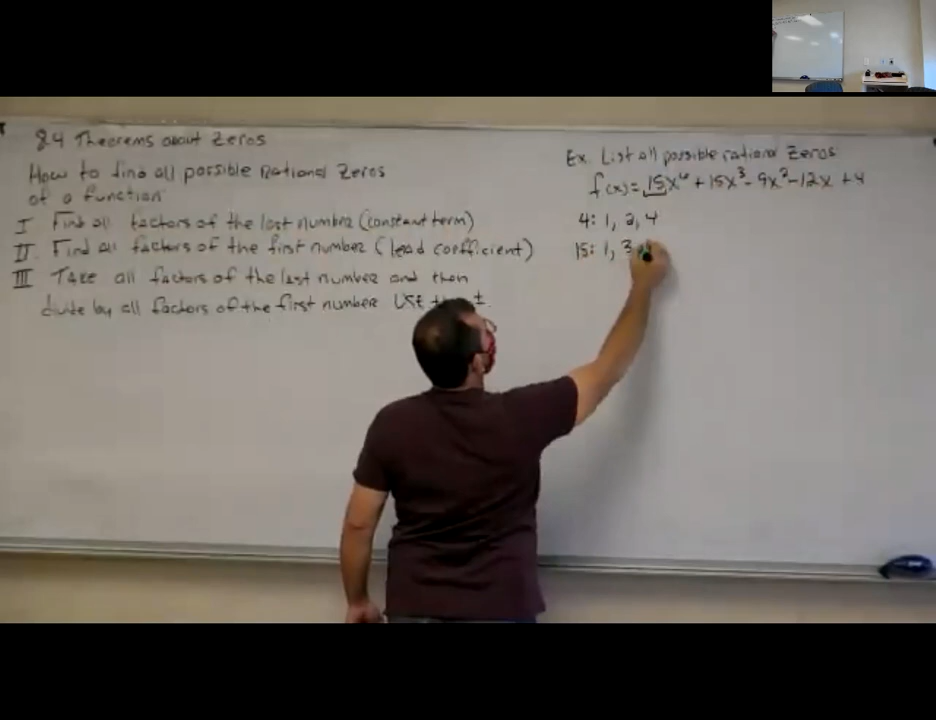 8.4 Theorems about Zeros
How to find all possible Rational Zeros
of a function
I Find all factors of the last number (constant term)
II Find all factors of the first number (lead coefficient)
III Take all factors of the last number and then
divide by all factors of the first number Use ±
Ex. List all possible rational zeros
f(x) = 15x⁶ + 15x³ - 9x² - 12x + 4
4: 1, 2, 4
15: 1, 3